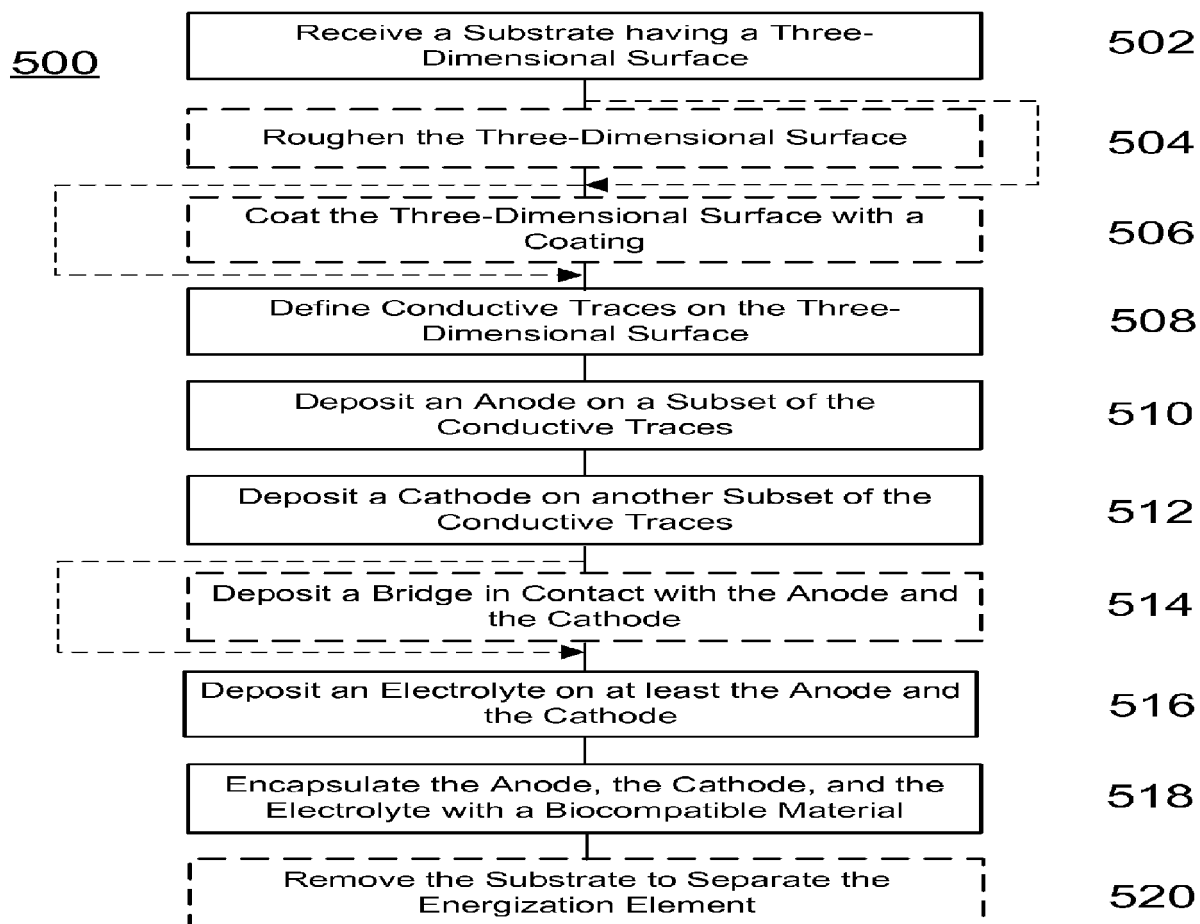 500
Receive a Substrate having a Three-
Dimensional Surface
502
Roughen the Three-Dimensional Surface
504
Coat the Three-Dimensional Surface with a
Coating
506
Define Conductive Traces on the Three-
Dimensional Surface
508
Deposit an Anode on a Subset of the
Conductive Traces
510
Deposit a Cathode on another Subset of the
Conductive Traces
512
Deposit a Bridge in Contact with the Anode and
the Cathode
514
Deposit an Electrolyte on at least the Anode and
the Cathode
516
Encapsulate the Anode, the Cathode, and the
Electrolyte with a Biocompatible Material
518
Remove the Substrate to Separate the
Energization Element
520